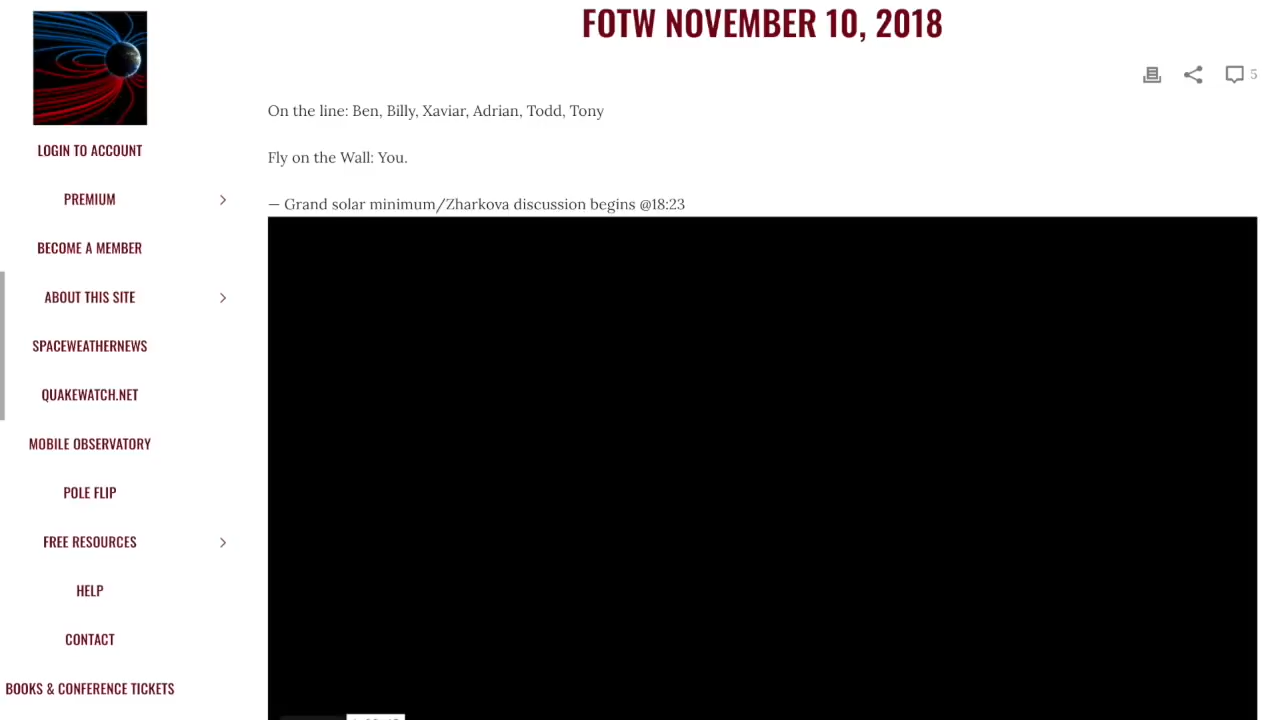 FOTW NOVEMBER 10, 2018
5
On the line: Ben, Billy, Xaviar, Adrian, Todd, Tony
Fly on the Wall: You.
— Grand solar minimum/Zharkova discussion begins @18:23
LOGIN TO ACCOUNT
PREMIUM
BECOME A MEMBER
ABOUT THIS SITE
SPACEWEATHERNEWS
QUAKEWATCH.NET
MOBILE OBSERVATORY
POLE FLIP
FREE RESOURCES
HELP
CONTACT
BOOKS & CONFERENCE TICKETS